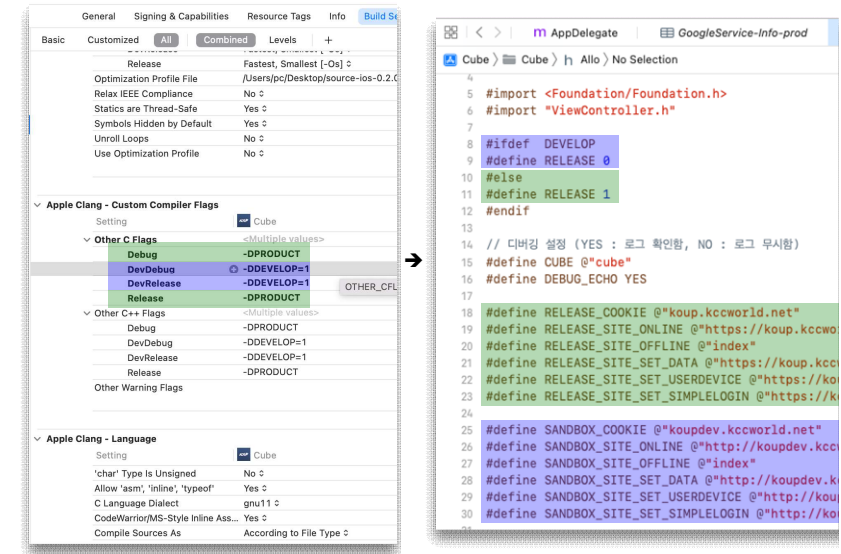 General Signing & Capabilities Resource Tags Info Build Se
Basic Customized All Combined Levels +
Release Fastest, Smallest [-Os]
Optimization Profile File /Users/pc/Desktop/source-ios-0.2.0
Relax IEEE Compliance No
Statics are Thread-Safe Yes
Symbols Hidden by Default Yes
Unroll Loops No
Use Optimization Profile No
Apple Clang - Custom Compiler Flags
Setting Cube
Other C Flags <Multiple values>
Debug -DPRODUCT
DevDebug -DDEVELOP=1
DevRelease -DDEVELOP=1
OTHER_CFL
Release -DPRODUCT
Other C++ Flags <Multiple values>
Debug -DPRODUCT
DevDebug -DDEVELOP=1
DevRelease -DDEVELOP=1
Release -DPRODUCT
Other Warning Flags
Apple Clang - Language
Setting Cube
'char' Type Is Unsigned No
Allow 'asm', 'inline', 'typeof' Yes
C Language Dialect gnu11
CodeWarrior/MS-Style Inline Ass... Yes
Compile Sources As According to File Type
➔
m AppDelegate GoogleService-Info-prod
Cube 〉 Cube 〉 h Allo 〉 No Selection
4
5 #import <Foundation/Foundation.h>
6 #import "ViewController.h"
7
8 #ifdef DEVELOP
9 #define RELEASE 0
10 #else
11 #define RELEASE 1
12 #endif
13
14 // 디버깅 설정 (YES : 로그 확인함, NO : 로그 무시함)
15 #define CUBE @"cube"
16 #define DEBUG_ECHO YES
17
18 #define RELEASE_COOKIE @"koup.kccworld.net"
19 #define RELEASE_SITE_ONLINE @"https://koup.kccwo
20 #define RELEASE_SITE_OFFLINE @"index"
21 #define RELEASE_SITE_SET_DATA @"https://koup.kcc
22 #define RELEASE_SITE_SET_USERDEVICE @"https://ko
23 #define RELEASE_SITE_SET_SIMPLELOGIN @"https://k
24
25 #define SANDBOX_COOKIE @"koupdev.kccworld.net"
26 #define SANDBOX_SITE_ONLINE @"http://koupdev.kcc
27 #define SANDBOX_SITE_OFFLINE @"index"
28 #define SANDBOX_SITE_SET_DATA @"http://koupdev.k
29 #define SANDBOX_SITE_SET_USERDEVICE @"http://kou
30 #define SANDBOX_SITE_SET_SIMPLELOGIN @"http://ko